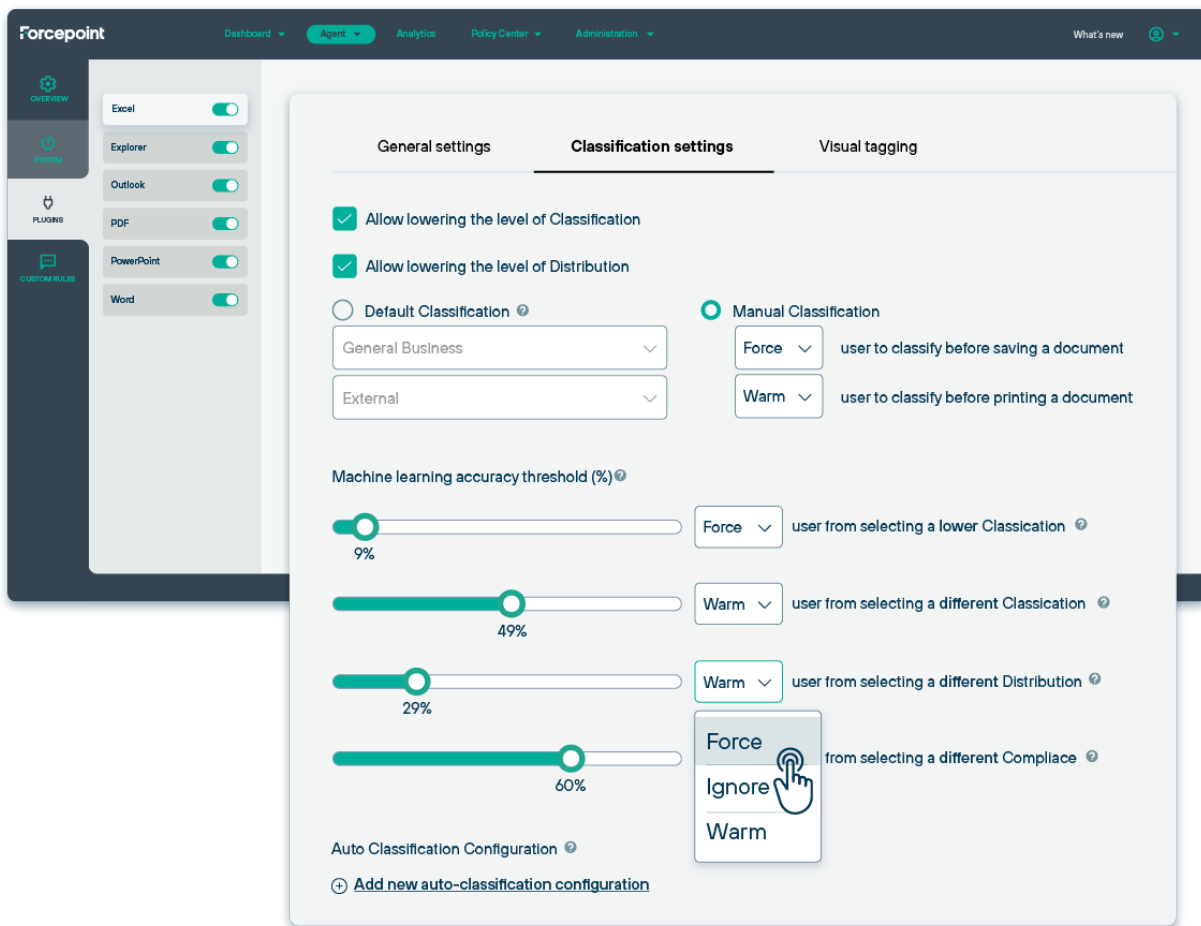 Forcepoint
Dashboard Agent Analytics Policy Center Administration What's new
OVERVIEW
SYSTEM
PLUGINS
CUSTOM RULES
Excel
Explorer
Outlook
PDF
PowerPoint
Word
General settings Classification settings Visual tagging
Allow lowering the level of Classification
Allow lowering the level of Distribution
Default Classification ? Manual Classification
General Business Force user to classify before saving a document
External Warm user to classify before printing a document
Machine learning accuracy threshold (%) ?
Force user from selecting a lower Classication ?
9%
Warm user from selecting a different Classication ?
49%
Warm user from selecting a different Distribution ?
29%
Force
from selecting a different Compliace ?
60%
Ignore
Warm
Auto Classification Configuration ?
Add new auto-classification configuration